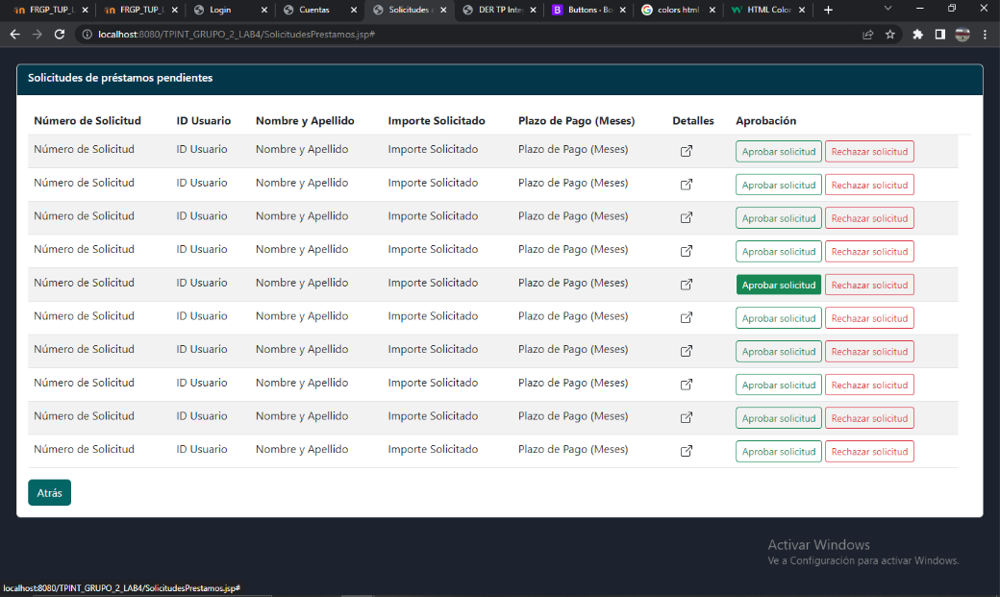 FRGP_TUP_L FRGP_TUP_L Login Cuentas Solicitudes d DER TP Inte Buttons - Bo colors html HTML Color
localhost:8080/TPINT_GRUPO_2_LAB4/SolicitudesPrestamos.jsp#
Solicitudes de préstamos pendientes
Número de Solicitud ID Usuario Nombre y Apellido Importe Solicitado Plazo de Pago (Meses) Detalles Aprobación
Número de Solicitud ID Usuario Nombre y Apellido Importe Solicitado Plazo de Pago (Meses) Aprobar solicitud Rechazar solicitud
Número de Solicitud ID Usuario Nombre y Apellido Importe Solicitado Plazo de Pago (Meses) Aprobar solicitud Rechazar solicitud
Número de Solicitud ID Usuario Nombre y Apellido Importe Solicitado Plazo de Pago (Meses) Aprobar solicitud Rechazar solicitud
Número de Solicitud ID Usuario Nombre y Apellido Importe Solicitado Plazo de Pago (Meses) Aprobar solicitud Rechazar solicitud
Número de Solicitud ID Usuario Nombre y Apellido Importe Solicitado Plazo de Pago (Meses) Aprobar solicitud Rechazar solicitud
Número de Solicitud ID Usuario Nombre y Apellido Importe Solicitado Plazo de Pago (Meses) Aprobar solicitud Rechazar solicitud
Número de Solicitud ID Usuario Nombre y Apellido Importe Solicitado Plazo de Pago (Meses) Aprobar solicitud Rechazar solicitud
Número de Solicitud ID Usuario Nombre y Apellido Importe Solicitado Plazo de Pago (Meses) Aprobar solicitud Rechazar solicitud
Número de Solicitud ID Usuario Nombre y Apellido Importe Solicitado Plazo de Pago (Meses) Aprobar solicitud Rechazar solicitud
Número de Solicitud ID Usuario Nombre y Apellido Importe Solicitado Plazo de Pago (Meses) Aprobar solicitud Rechazar solicitud
Atrás
Activar Windows
Ve a Configuración para activar Windows.
localhost:8080/TPINT_GRUPO_2_LAB4/SolicitudesPrestamos.jsp#